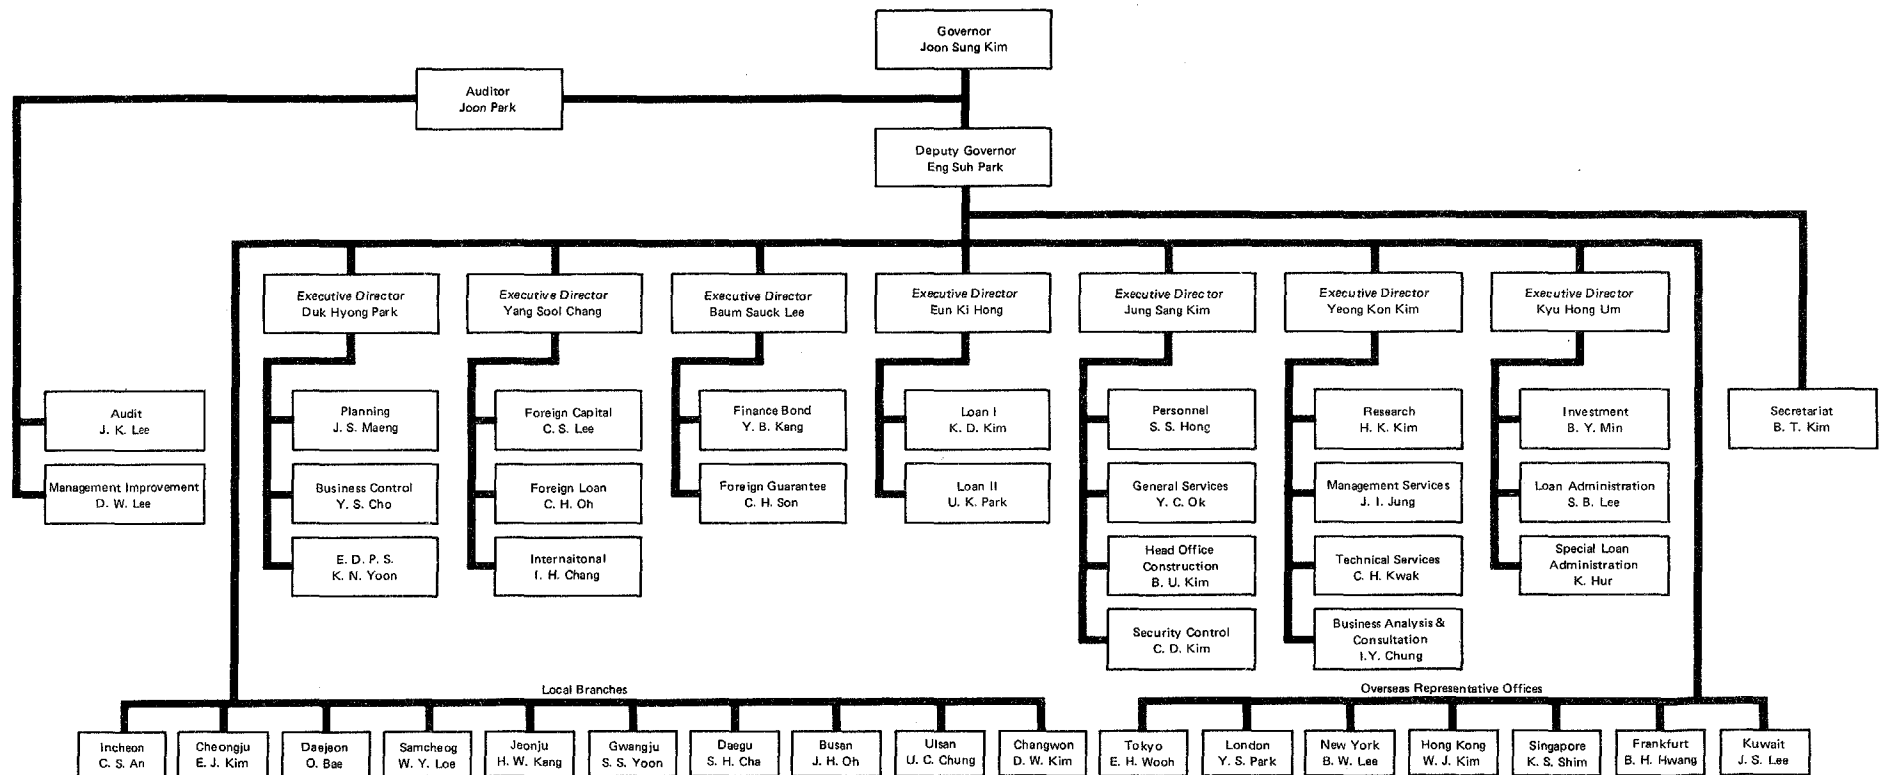 Governor
Joon Sung Kim
Auditor
Joon Park
Deputy Governor
Eng Suh Park
Executive Director
Duk Hyong Park
Executive Director
Yang Sool Chang
Executive Director
Baum Sauck Lee
Executive Director
Eun Ki Hong
Executive Director
Jung Sang Kim
Executive Director
Yeong Kon Kim
Executive Director
Kyu Hong Um
Audit
J. K. Lee
Management Improvement
D. W. Lee
Planning
J. S. Maeng
Business Control
Y. S. Cho
E. D. P. S.
K. N. Yoon
Foreign Capital
C. S. Lee
Foreign Loan
C. H. Oh
Internaitonal
I. H. Chang
Finance Bond
Y. B. Kang
Foreign Guarantee
C. H. Son
Loan I
K. D. Kim
Loan II
U. K. Park
Personnel
S. S. Hong
General Services
Y. C. Ok
Head Office
Construction
B. U. Kim
Security Control
C. D. Kim
Research
H. K. Kim
Management Services
J. I. Jung
Technical Services
C. H. Kwak
Business Analysis &
Consultation
I.Y. Chung
Investment
B. Y. Min
Loan Administration
S. B. Lee
Special Loan
Administration
K. Hur
Secretariat
B. T. Kim
Local Branches
Incheon
C. S. An
Cheongju
E. J. Kim
Daejeon
O. Bae
Samcheog
W. Y. Loe
Jeonju
H. W. Kang
Gwangju
S. S. Yoon
Daegu
S. H. Cha
Busan
J. H. Oh
Ulsan
U. C. Chung
Changwon
D. W. Kim
Overseas Representative Offices
Tokyo
E. H. Wooh
London
Y. S. Park
New York
B. W. Lee
Hong Kong
W. J. Kim
Singapore
K. S. Shim
Frankfurt
B. H. Hwang
Kuwait
J. S. Lee